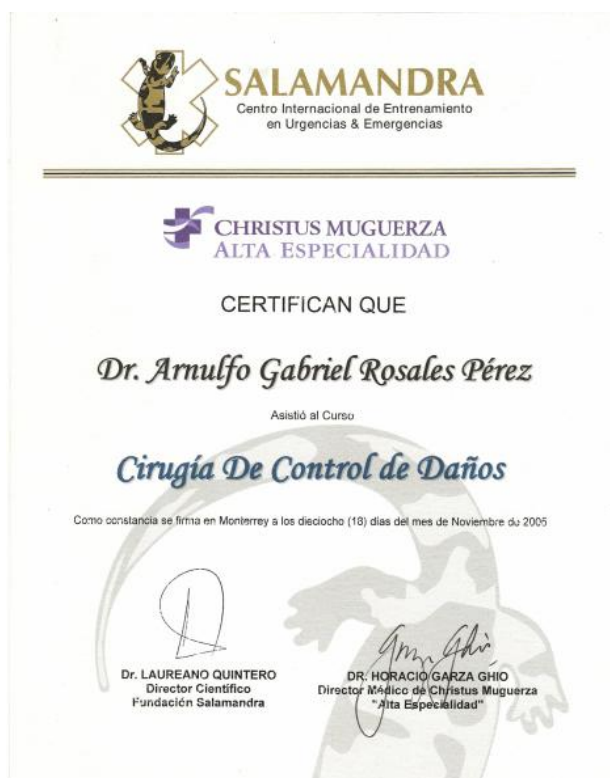 SALAMANDRA
Centro Internacional de Entrenamiento
en Urgencias & Emergencias
CHRISTUS MUGUERZA
ALTA ESPECIALIDAD
CERTIFICAN QUE
Dr. Arnulfo Gabriel Rosales Pérez
Asistió al Curso
Cirugía De Control de Daños
Como constancia se firma en Monterrey a los dieciocho (18) días del mes de Noviembre de
Dr. LAUREANO QUINTERO
Director Científico
Fundación Salamandra
DR. HORACIO GARZA GHIO
Director Médico de Christus Muguerza
"Alta Especialidad"